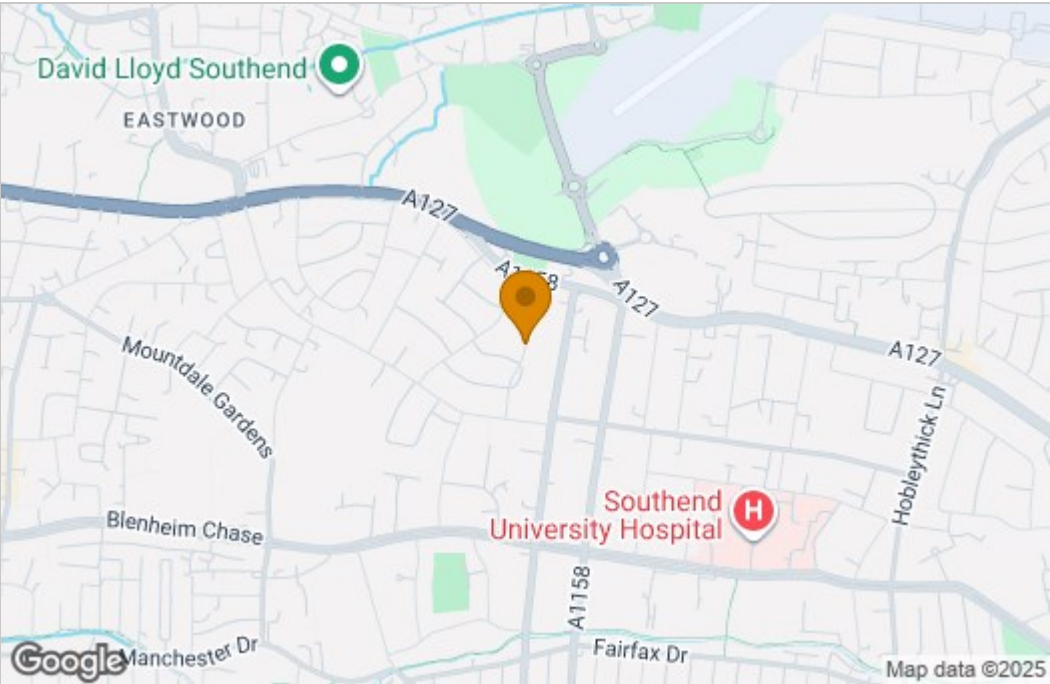 David Lloyd Southend
EASTWOOD
A127
A1158
A127
A127
Mountdale Gardens
Hobleythick Ln
Southend
University Hospital
H
Blenheim Chase
A1158
Fairfax Dr
Manchester Dr
Google
Map data ©2025